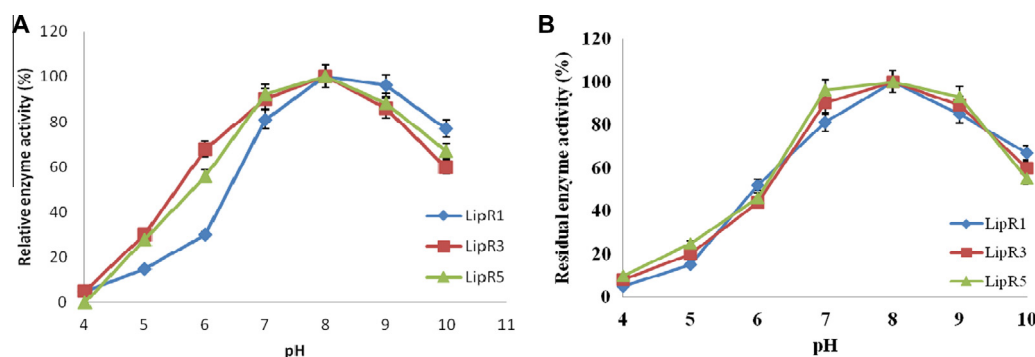 A
Relative enzyme activity (%)
120
100
80
60
40
20
0
4 5 6 7 8 9 10 11
pH
LipR1
LipR3
LipR5
B
Residual enzyme activity (%)
120
100
80
60
40
20
0
4 5 6 7 8 9 10
pH
LipR1
LipR3
LipR5